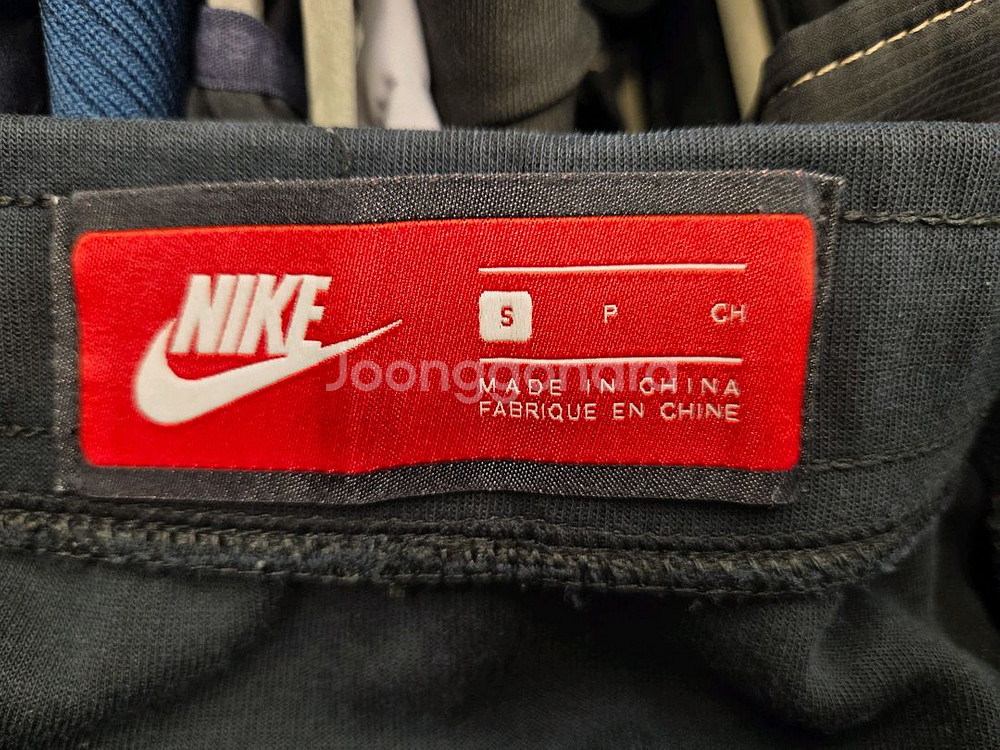 NIKE
S P CH
MADE IN CHINA
FABRIQUE EN CHINE
Joonggonara